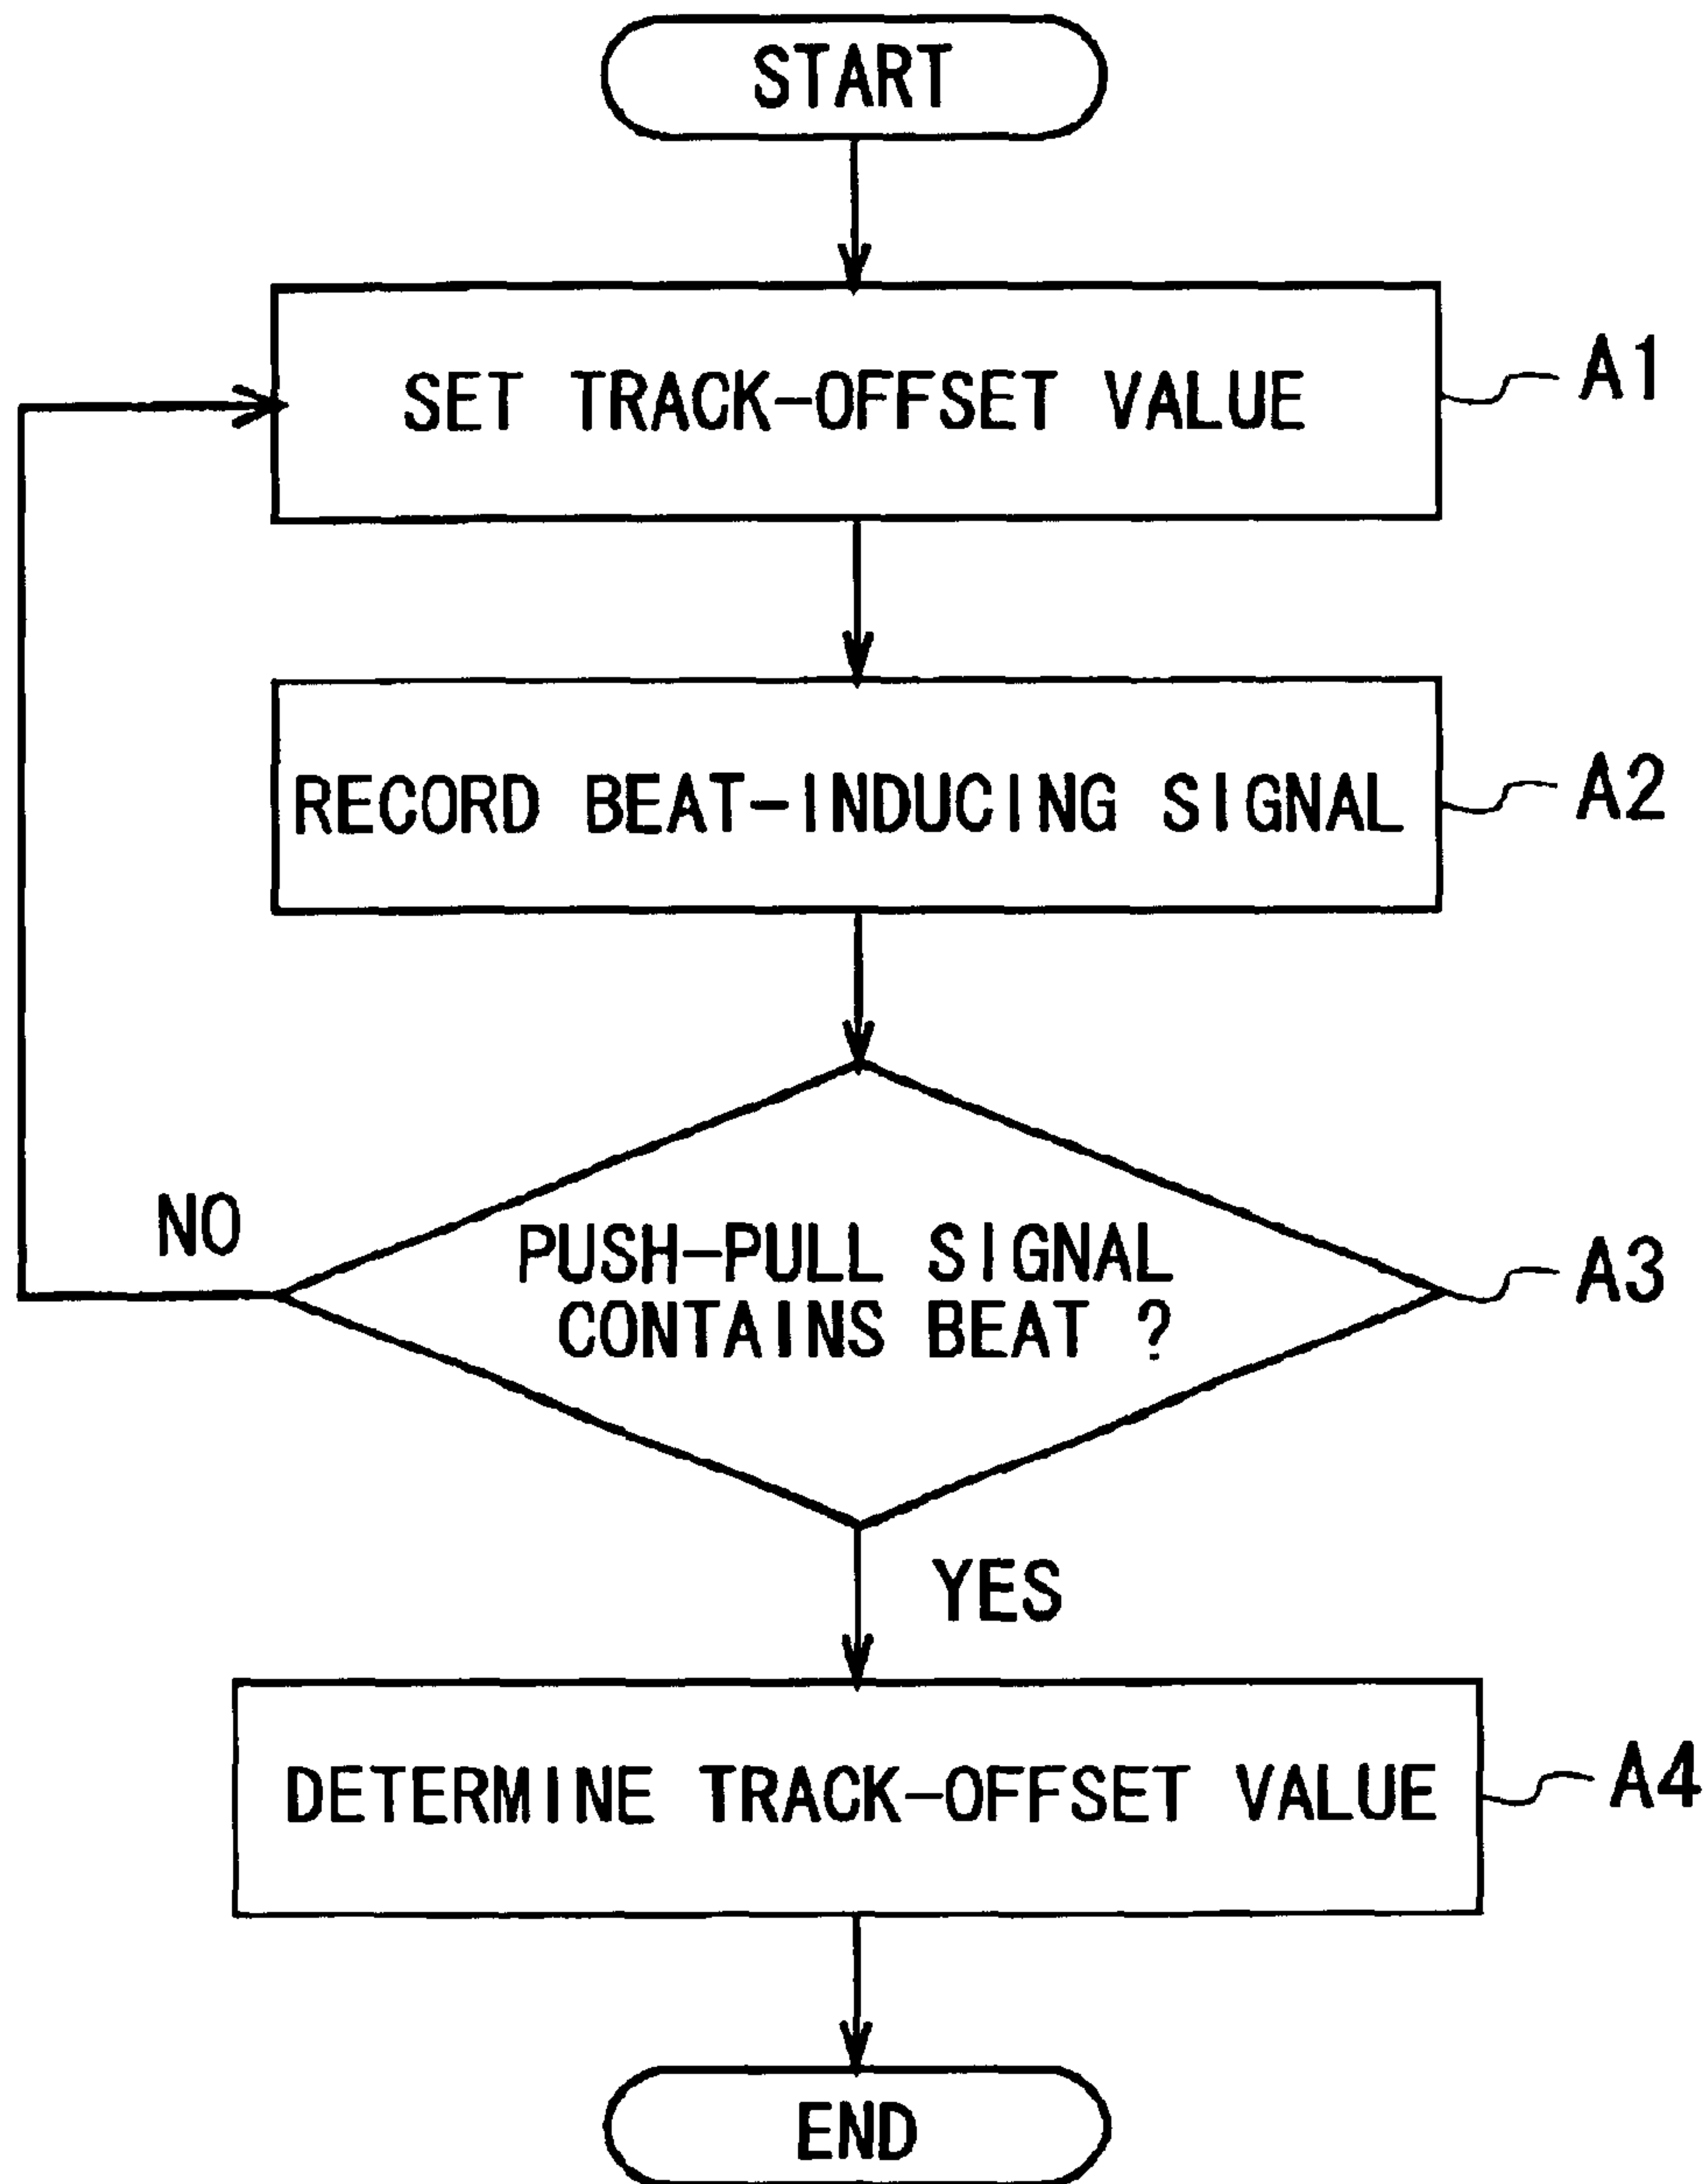 START
SET TRACK-OFFSET VALUE
A1
RECORD BEAT-INDUCING SIGNAL
A2
NO
PUSH-PULL SIGNAL
CONTAINS BEAT ?
A3
YES
DETERMINE TRACK-OFFSET VALUE
A4
END